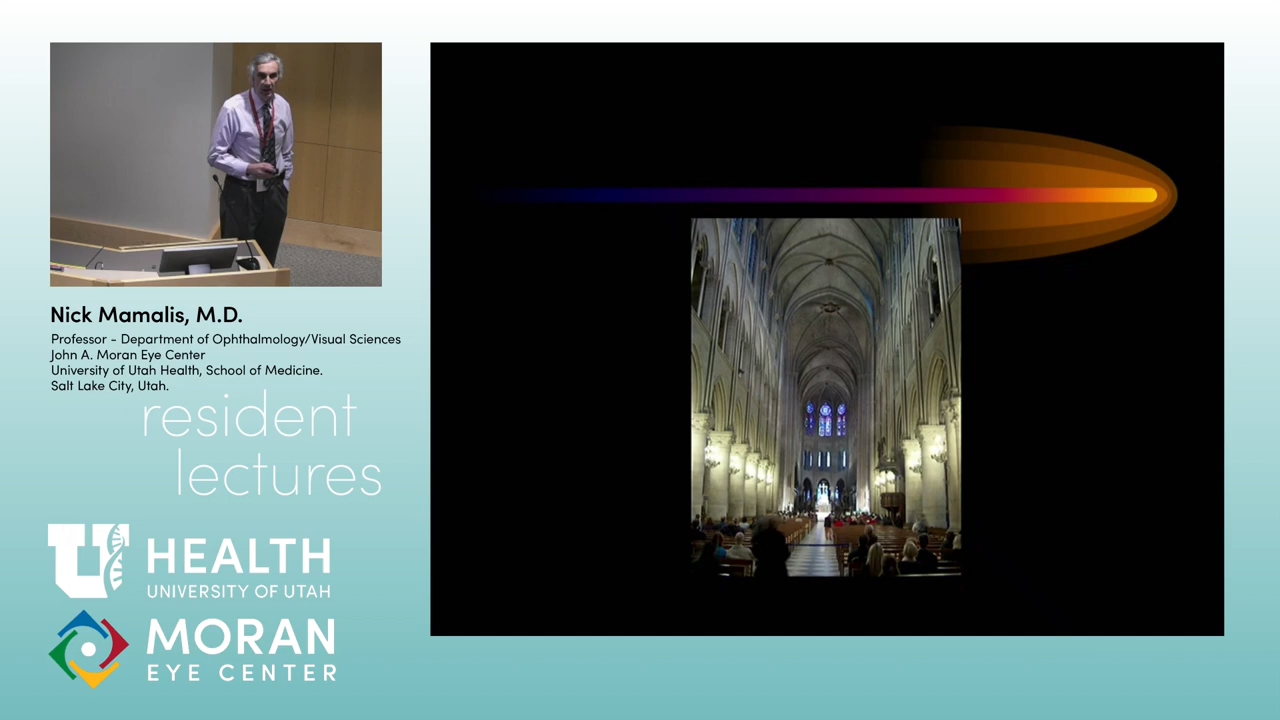 Nick Mamalis, M.D.
Professor - Department of Ophthalmology/Visual Sciences
John A. Moran Eye Center
University of Utah Health, School of Medicine.
Salt Lake City, Utah.
resident
lectures
U
HEALTH
UNIVERSITY OF UTAH
MORAN
EYE CENTER